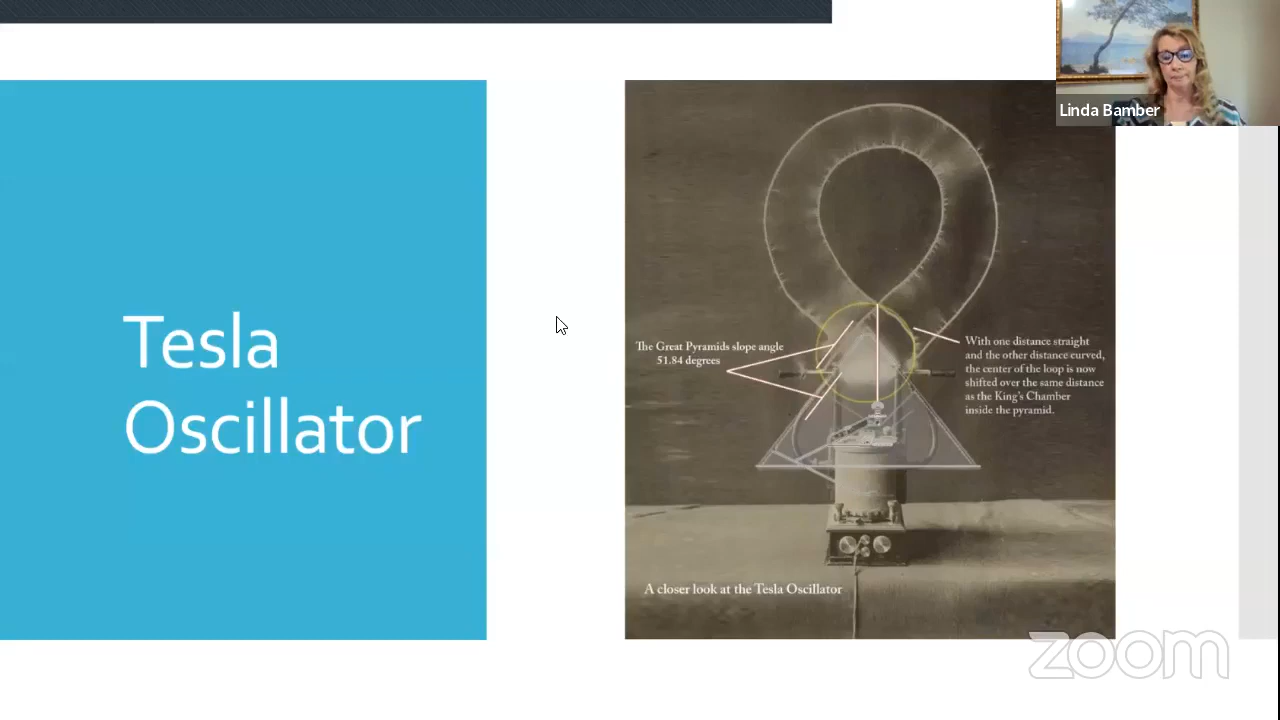 Linda Bamber
Tesla
Oscillator
The Great Pyramids slope angle
51.84 degrees
With one distance straight
and the other distance curved,
the center of the loop is now
shifted over the same distance
as the King's Chamber
inside the pyramid.
A closer look at the Tesla Oscillator
zoom